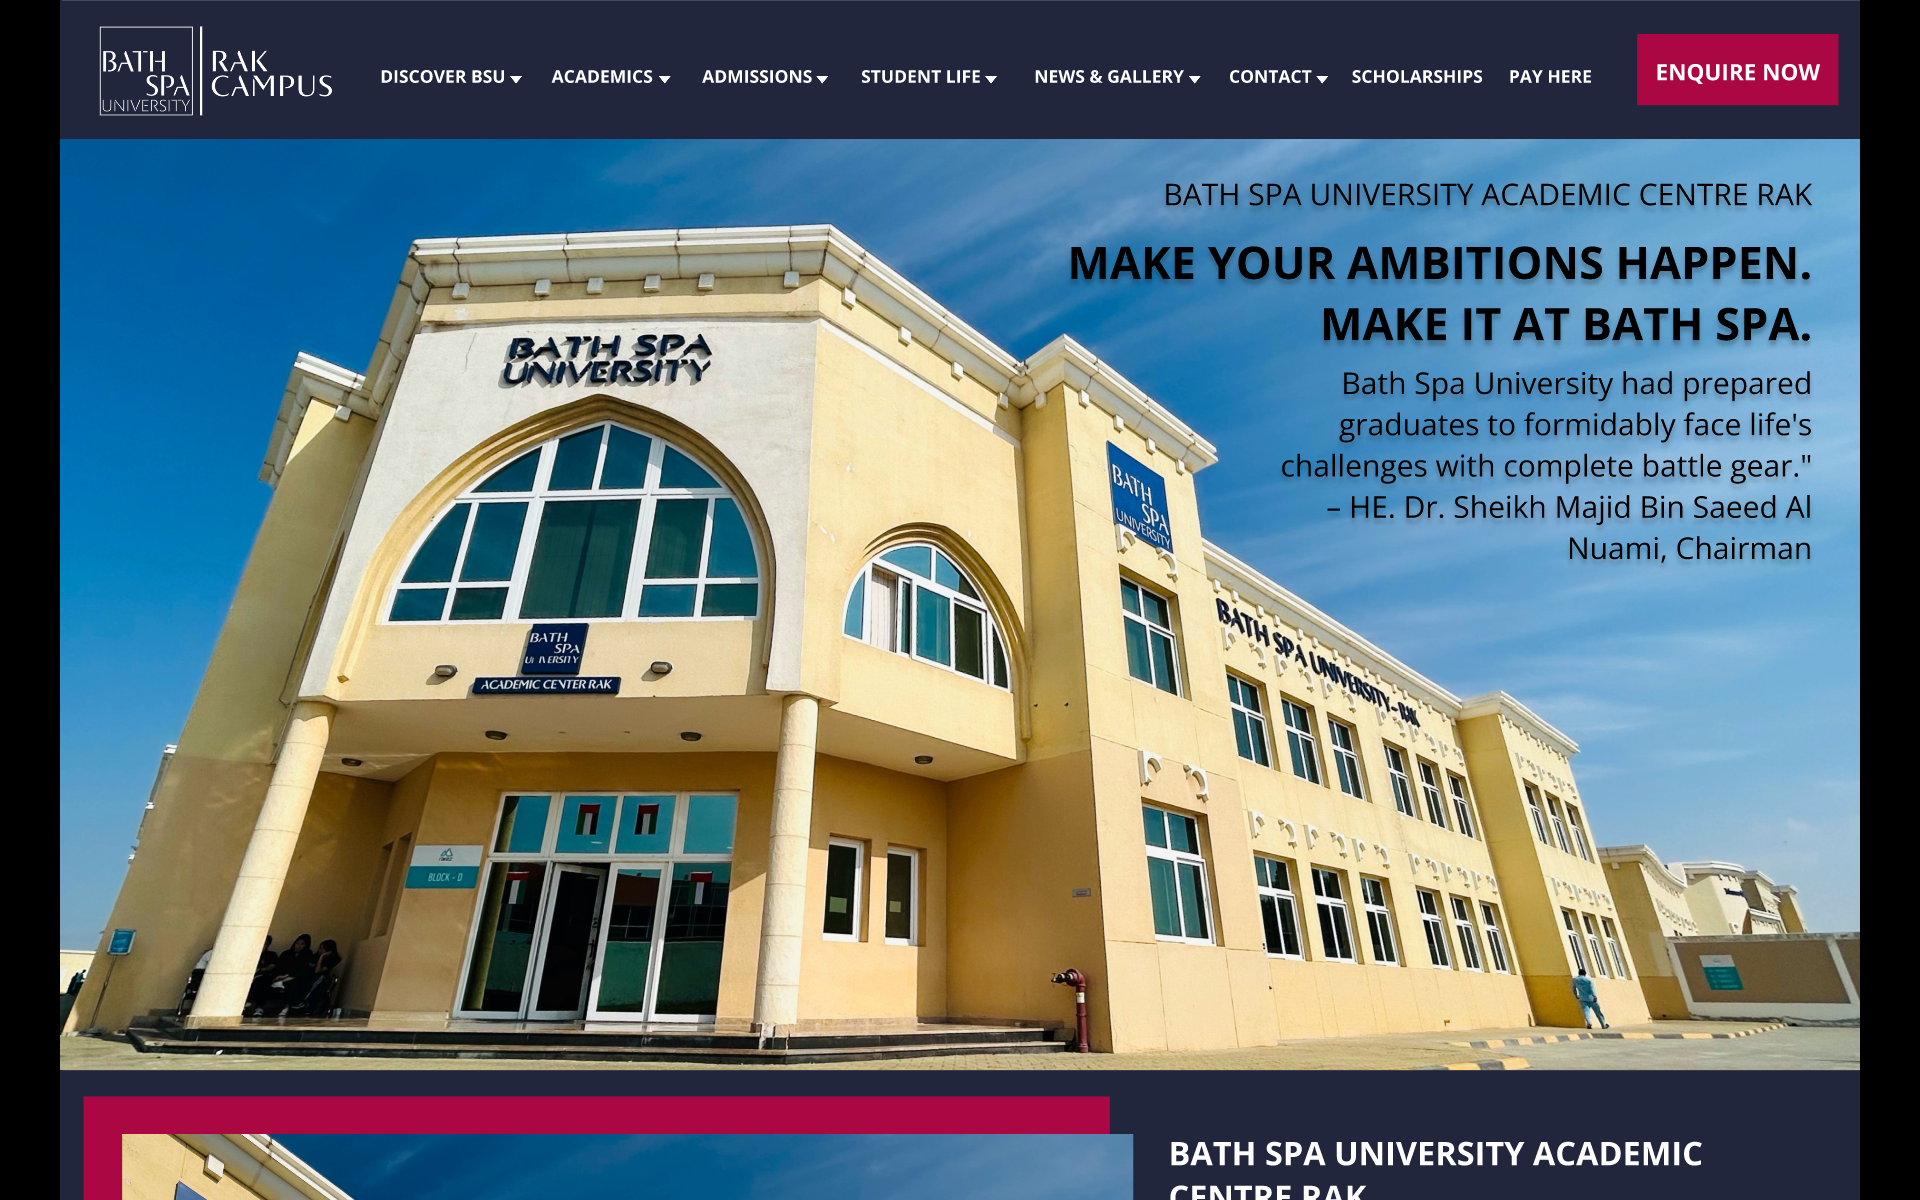 BATH
SPA
UNIVERSITY
RAK
CAMPUS
DISCOVER BSU
ACADEMICS
ADMISSIONS
STUDENT LIFE
NEWS & GALLERY
CONTACT
SCHOLARSHIPS
PAY HERE
ENQUIRE NOW
BATH SPA UNIVERSITY ACADEMIC CENTRE RAK
MAKE YOUR AMBITIONS HAPPEN.
MAKE IT AT BATH SPA.
Bath Spa University had prepared
graduates to formidably face life's
challenges with complete battle gear."
– HE. Dr. Sheikh Majid Bin Saeed Al
Nuami, Chairman
BATH SPA
UNIVERSITY
BATH
SPA
UNIVERSITY
BATH SPA UNIVERSITY - RAK
BATH
SPA
UNIVERSITY
ACADEMIC CENTER RAK
BLOCK - D
BATH SPA UNIVERSITY ACADEMIC
CENTRE RAK